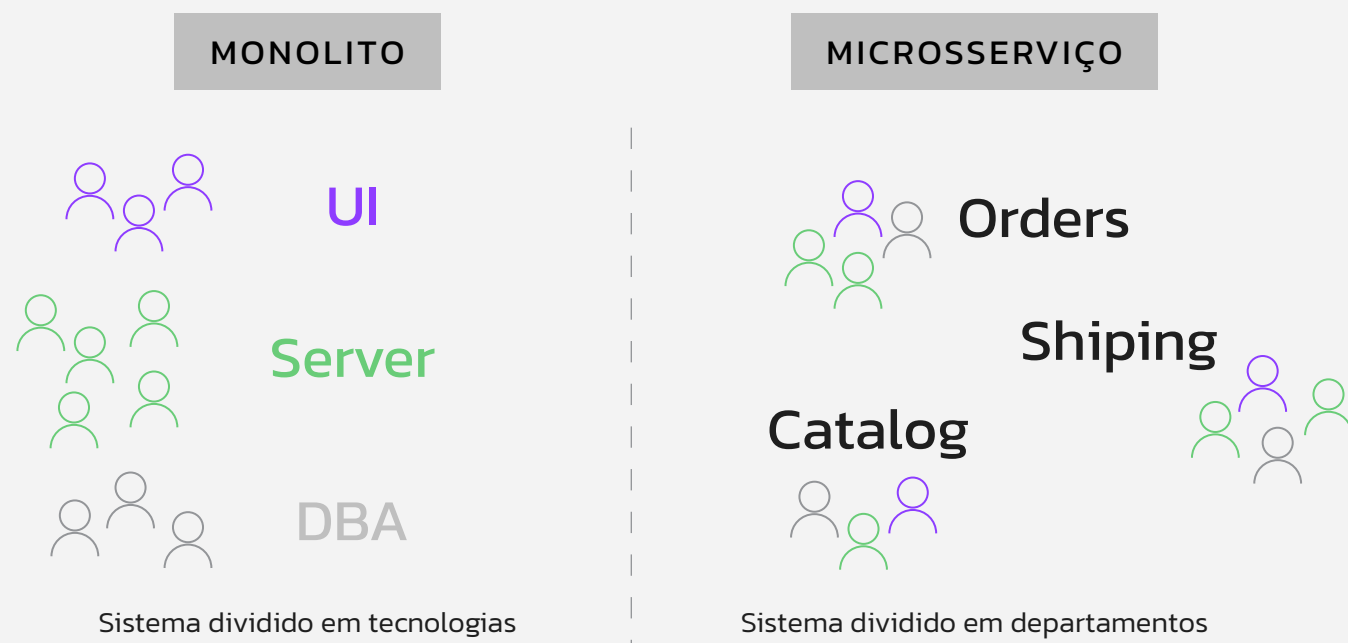 MONOLITO
UI
Server
DBA
Sistema dividido em tecnologias
MICROSSERVIÇO
Orders
Shiping
Catalog
Sistema dividido em departamentos